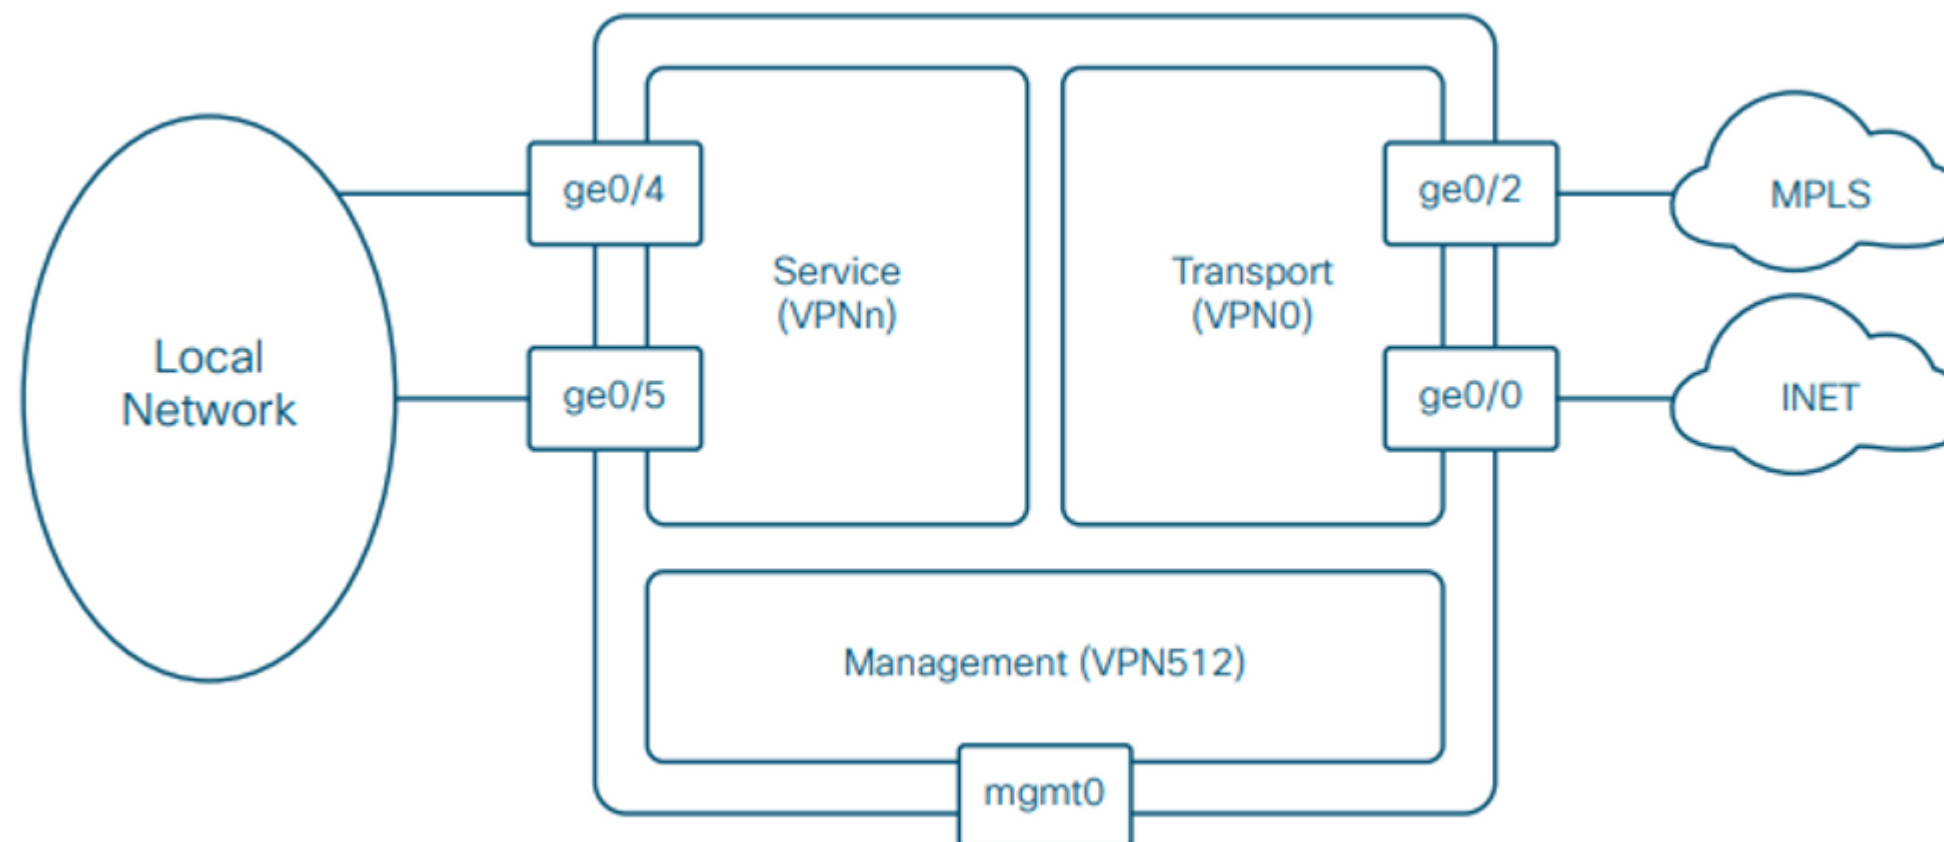 ge0/4
ge0/2
MPLS
Service
(VPNn)
Transport
(VPN0)
Local
Network
ge0/5
ge0/0
INET
Management (VPN512)
mgmt0